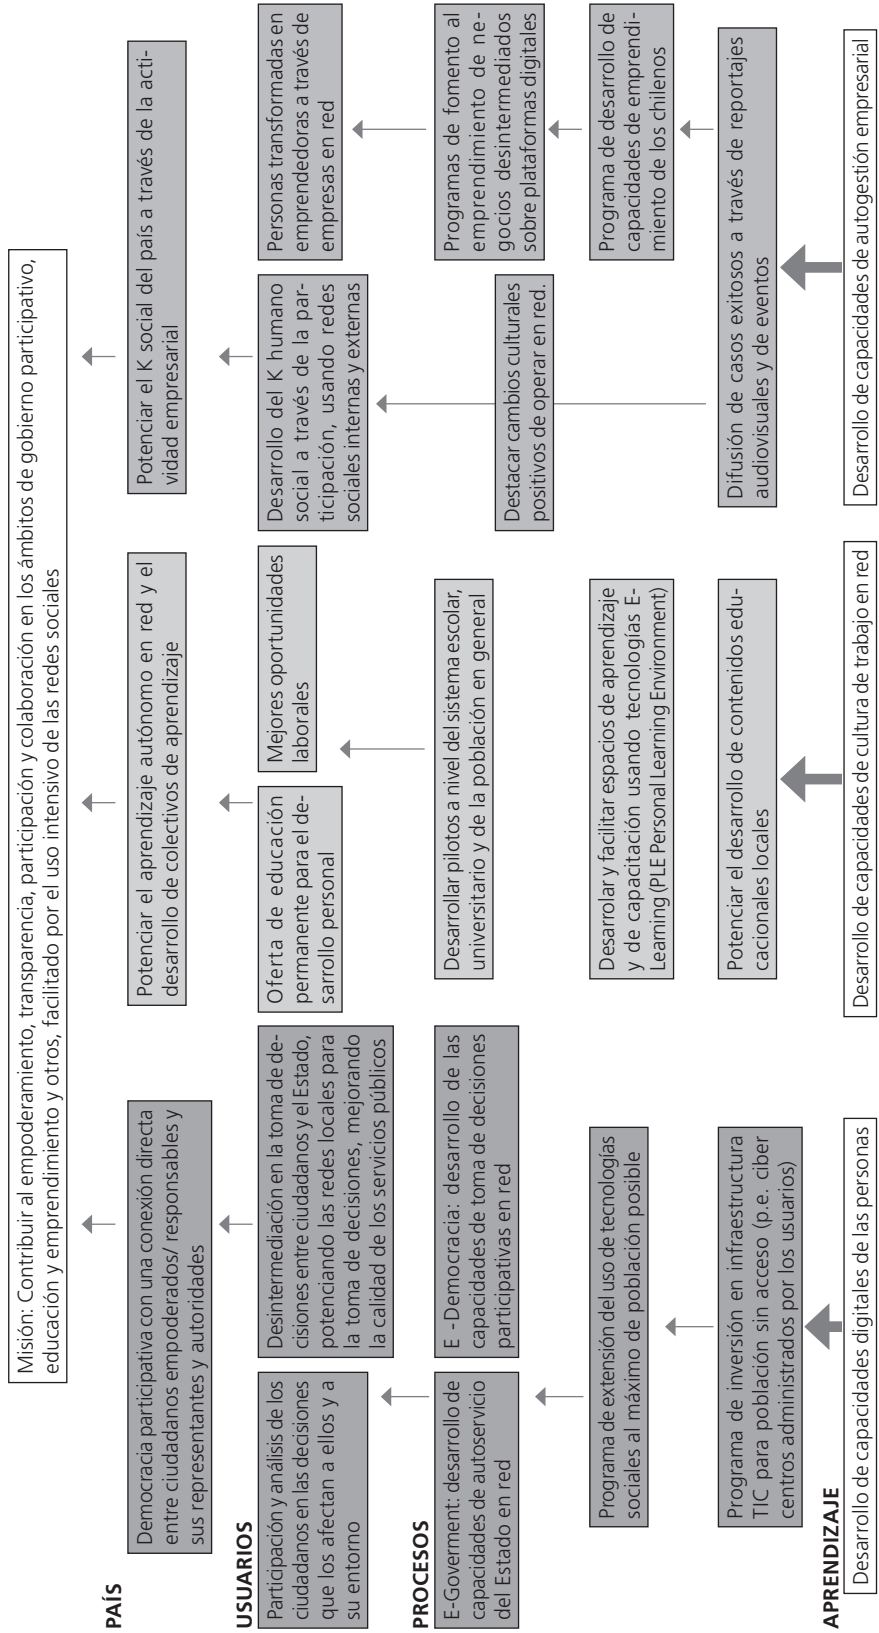 Misión: Contribuir al empoderamiento, transparencia, participación y colaboración en los ámbitos de gobierno participativo,
educación y emprendimiento y otros, facilitado por el uso intensivo de las redes sociales
PAÍS
Democracia participativa con una conexión directa
entre ciudadanos empoderados/ responsables y
sus representantes y autoridades
Potenciar el aprendizaje autónomo en red y el
desarrollo de colectivos de aprendizaje
Potenciar el K social del país a través de la acti-
vidad empresarial
USUARIOS
Participación y análisis de los
ciudadanos en las decisiones
que los afectan a ellos y a
su entorno
Desintermediación en la toma de de-
cisiones entre ciudadanos y el Estado,
potenciando las redes locales para
la toma de decisiones, mejorando
la calidad de los servicios públicos
Oferta de educación
permanente para el de-
sarrollo personal
Mejores oportunidades
laborales
Desarrollo del K humano
social a través de la par-
ticipación, usando redes
sociales internas y externas
Personas transformadas en
emprendedoras a través de
empresas en red
PROCESOS
E-Goverment: desarrollo de
capacidades de autoservicio
del Estado en red
E -Democracia: desarrollo de las
capacidades de toma de decisiones
participativas en red
Desarrollar pilotos a nivel del sistema escolar,
universitario y de la población en general
Destacar cambios culturales
positivos de operar en red.
Programas de fomento al
emprendimiento de ne-
gocios desintermediados
sobre plataformas digitales
Programa de extensión del uso de tecnologías
sociales al máximo de población posible
Desarrolar y facilitar espacios de aprendizaje
y de capacitación usando tecnologías E-
Learning (PLE Personal Learning Environment)
Programa de desarrollo de
capacidades de emprendi-
miento de los chilenos
Programa de inversión en infraestructura
TIC para población sin acceso (p.e. ciber
centros administrados por los usuarios)
Potenciar el desarrollo de contenidos edu-
cacionales locales
Difusión de casos exitosos a través de reportajes
audiovisuales y de eventos
APRENDIZAJE
Desarrollo de capacidades digitales de las personas
Desarrollo de capacidades de cultura de trabajo en red
Desarrollo de capacidades de autogestión empresarial